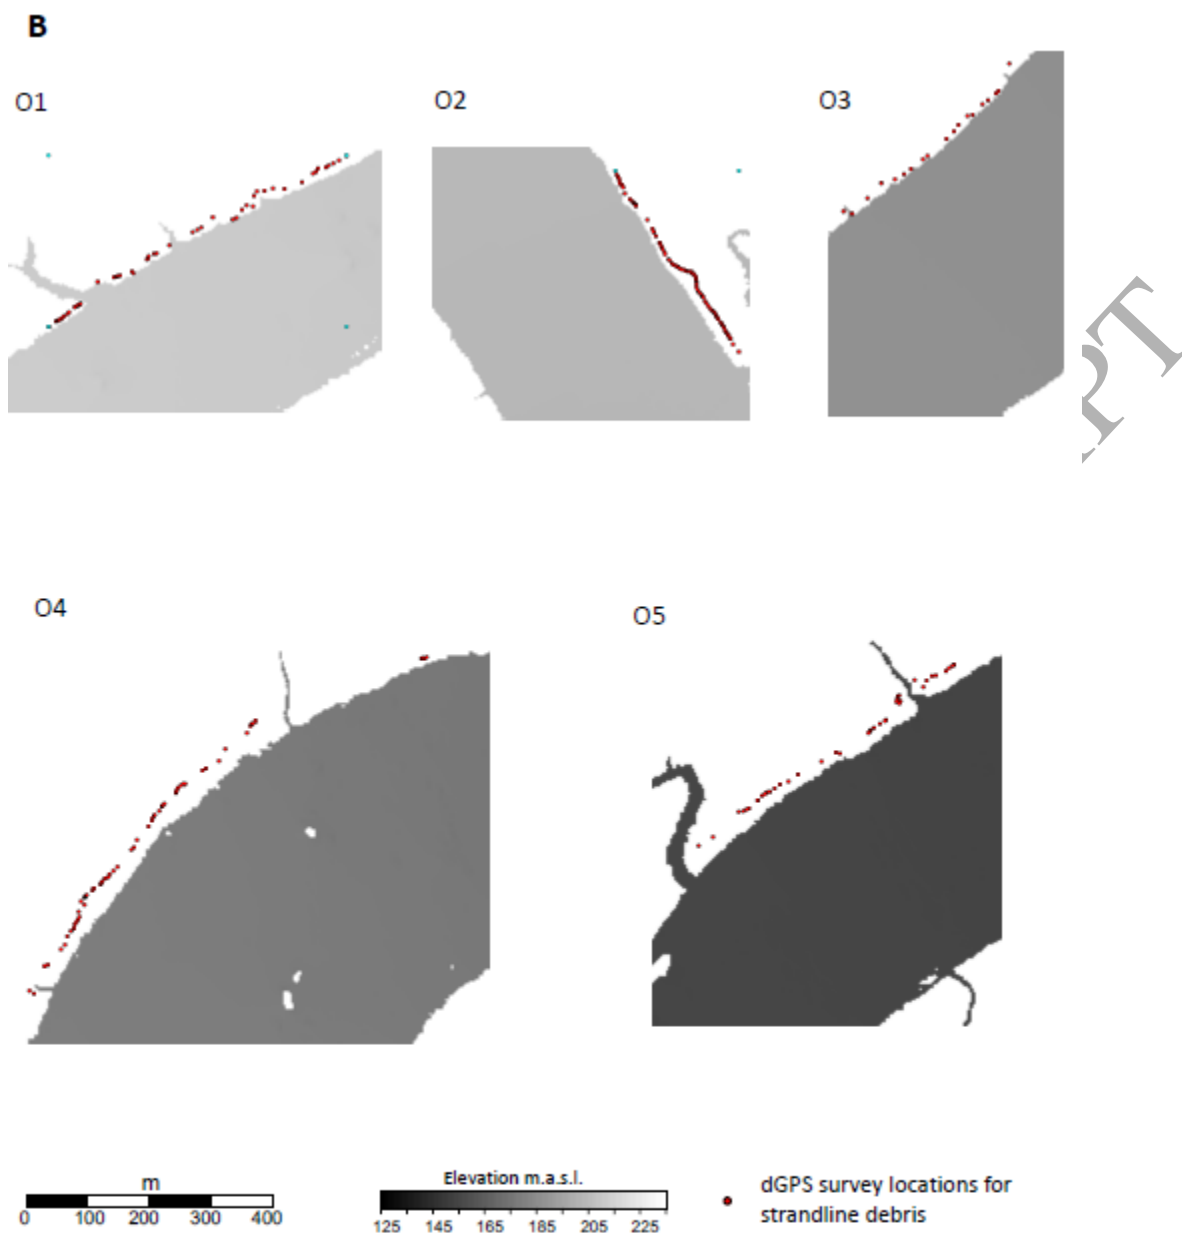 B
O1
O2
O3
PT
O4
O5
m
0 100 200 300 400
Elevation m.a.s.l.
125 145 165 185 205 225
dGPS survey locations for
strandline debris